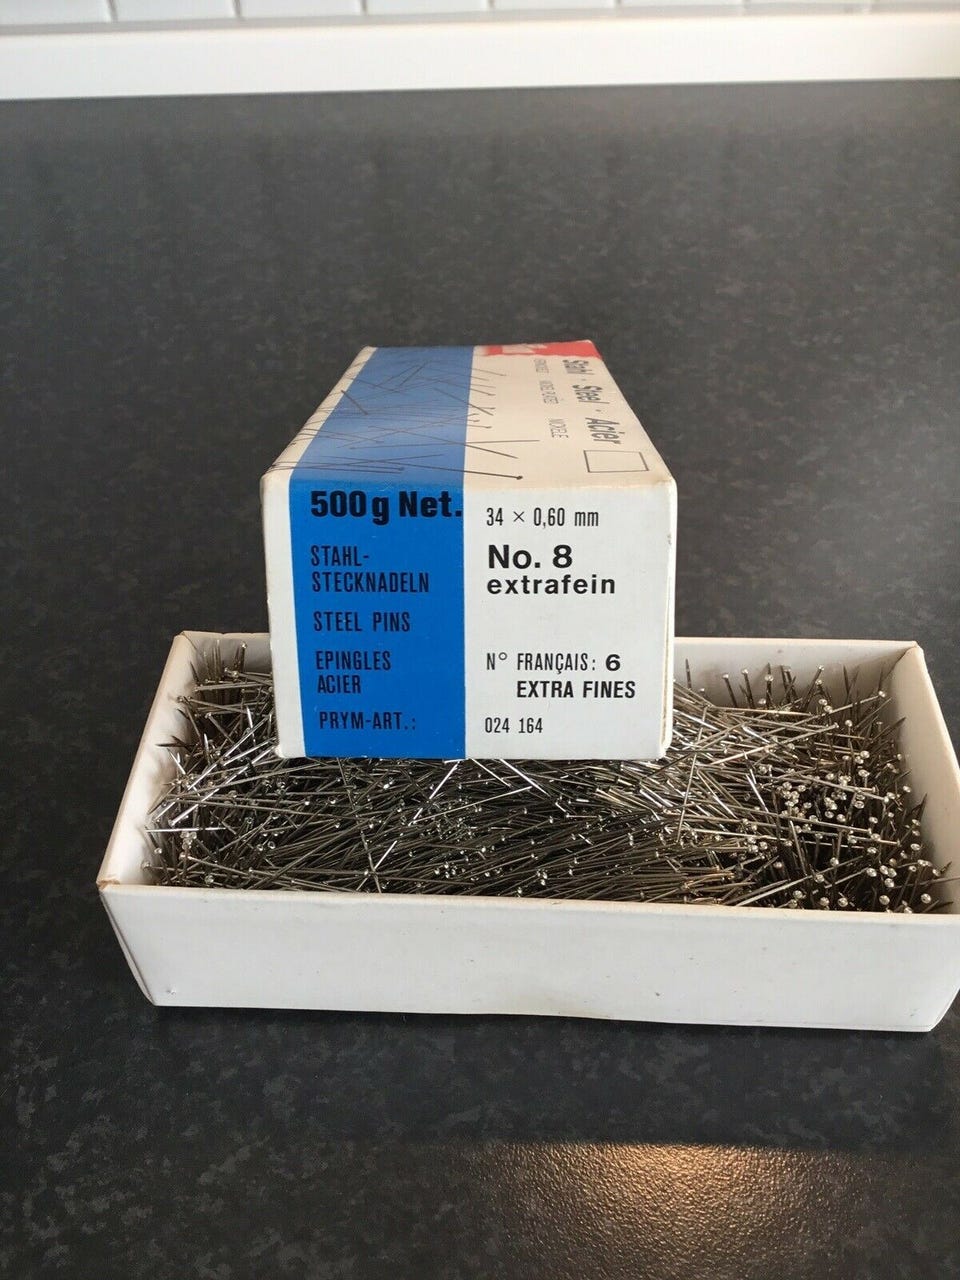 Stahl · Steel · Acier
500g Net.
STAHL-
STECKNADELN
STEEL PINS
EPINGLES
ACIER
PRYM-ART.:
34 × 0,60 mm
No. 8
extrafein
N° FRANÇAIS: 6
EXTRA FINES
024 164